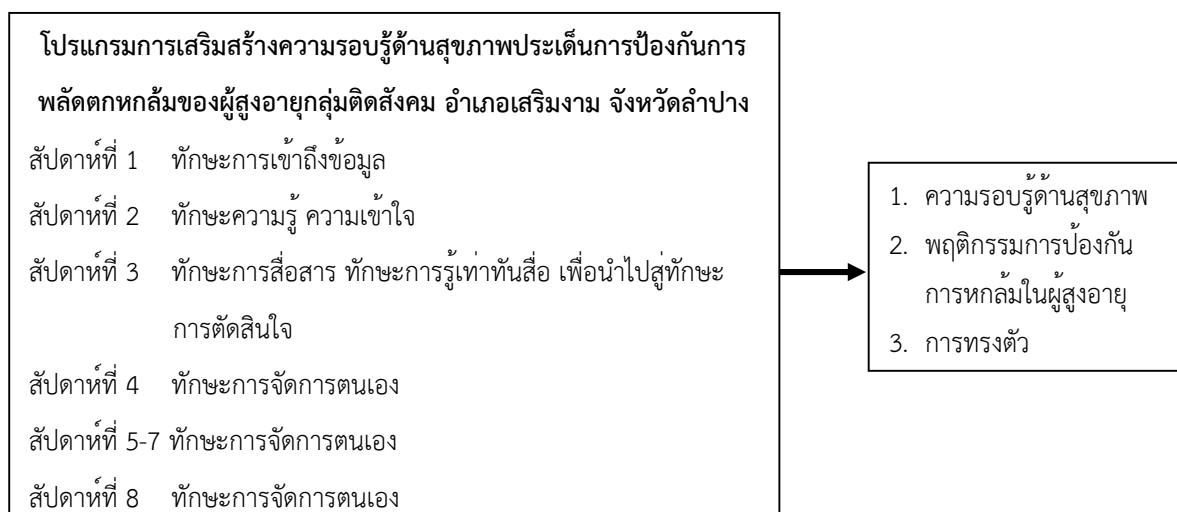 โปรแกรมการเสริมสร้างความรอบรู้ด้านสุขภาพประเด็นการป้องกันการ
พลัดตกหกล้มของผู้สูงอายุกลุ่มติดสังคม อำเภอเสริมงาม จังหวัดลำปาง
สัปดาห์ที่ 1 ทักษะการเข้าถึงข้อมูล
สัปดาห์ที่ 2 ทักษะความรู้ ความเข้าใจ
สัปดาห์ที่ 3 ทักษะการสื่อสาร ทักษะการรู้เท่าทันสื่อ เพื่อนำไปสู่ทักษะ
การตัดสินใจ
สัปดาห์ที่ 4 ทักษะการจัดการตนเอง
สัปดาห์ที่ 5-7 ทักษะการจัดการตนเอง
สัปดาห์ที่ 8 ทักษะการจัดการตนเอง
1. ความรอบรู้ด้านสุขภาพ
2. พฤติกรรมการป้องกัน
การหกล้มในผู้สูงอายุ
3. การทรงตัว